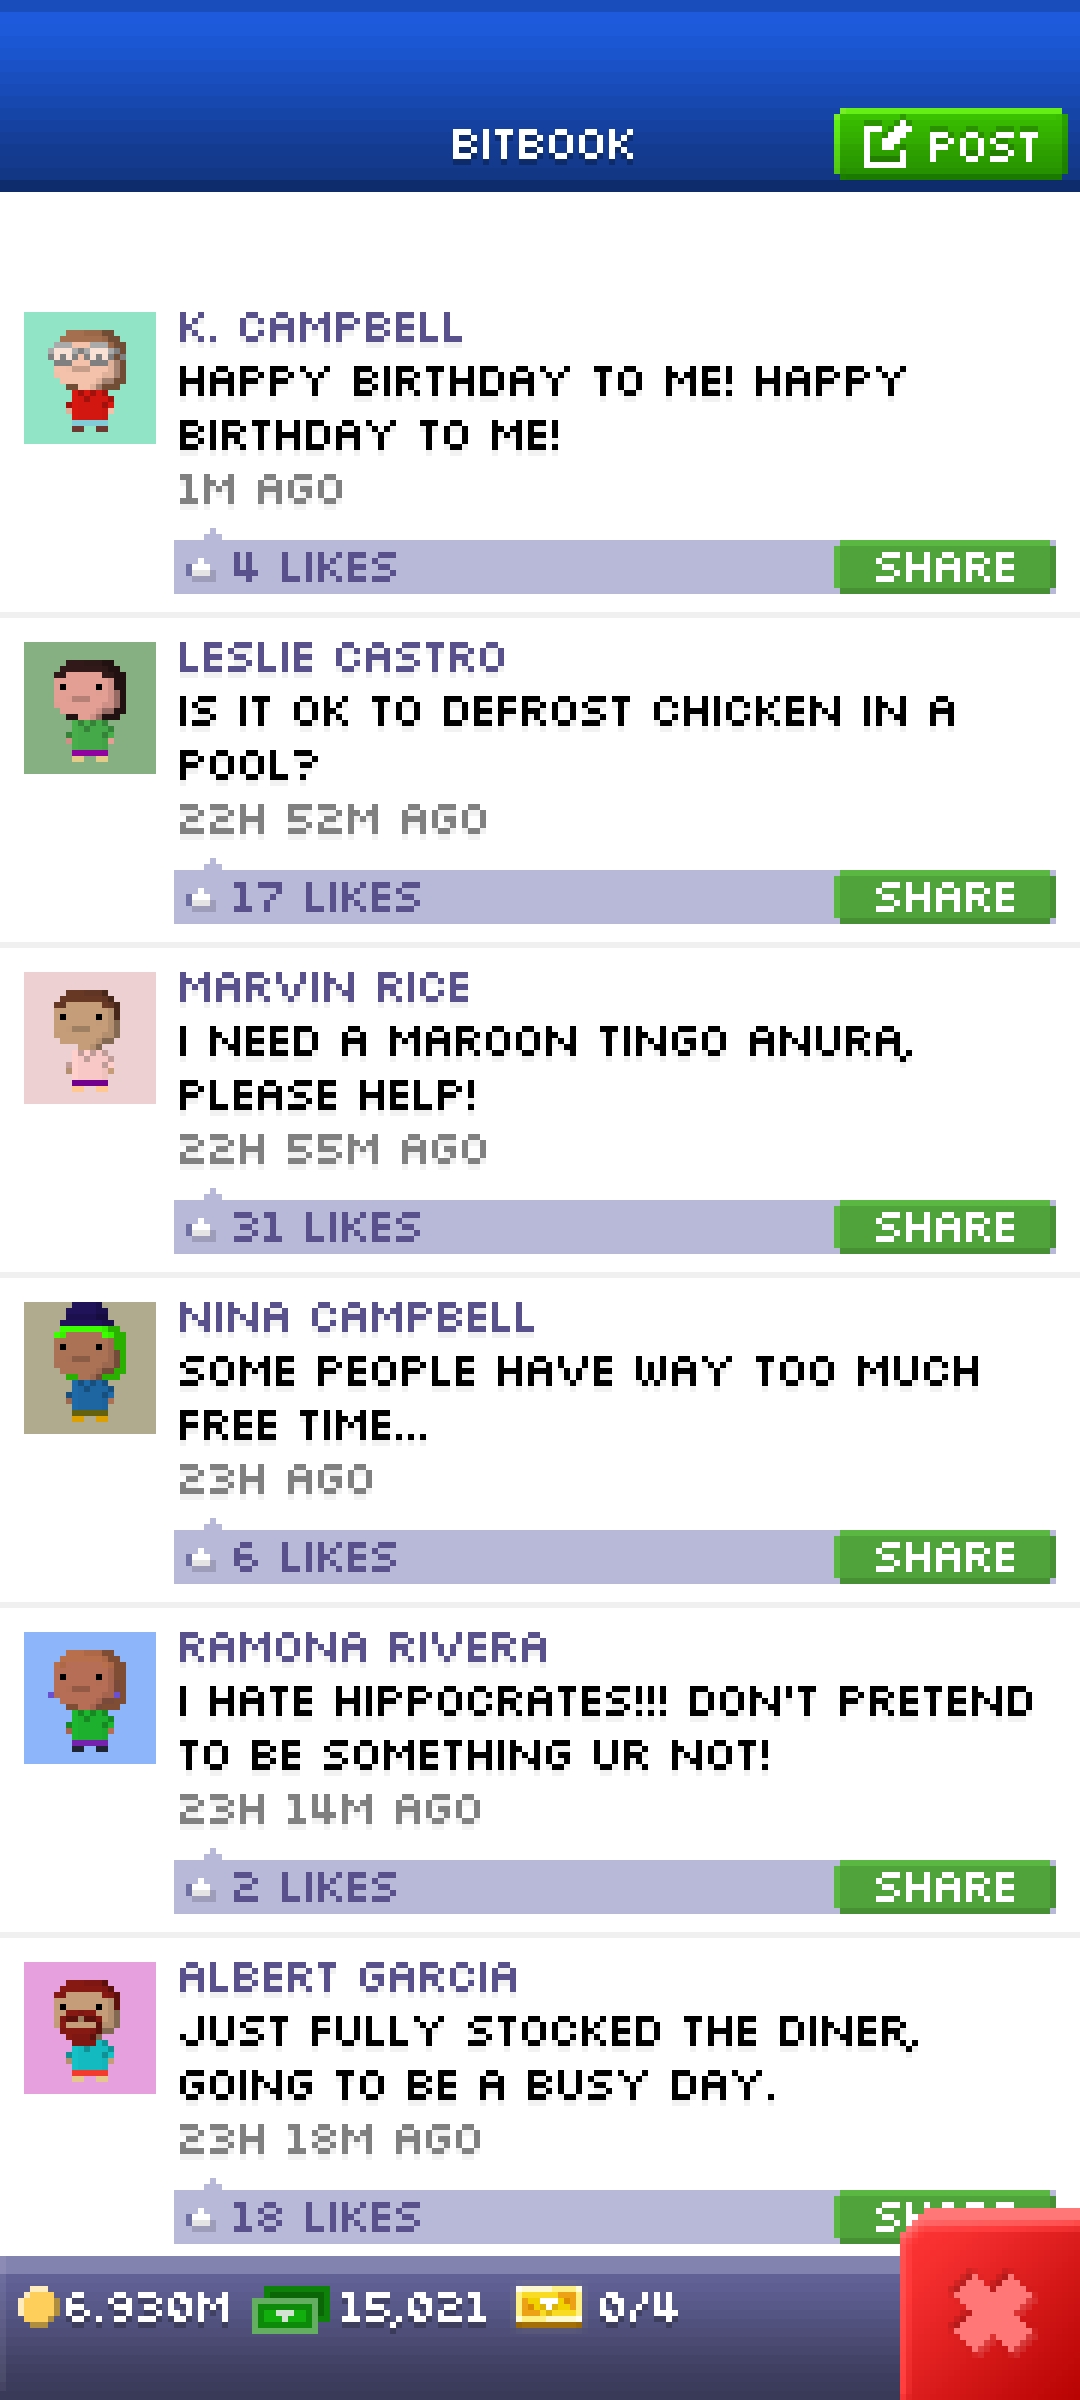 BITBOOK
POST
K. CAMPBELL
HAPPY BIRTHDAY TO ME! HAPPY
BIRTHDAY TO ME!
1M AGO
4 LIKES
SHARE
LESLIE CASTRO
IS IT OK TO DEFROST CHICKEN IN A
POOL?
22H 52M AGO
17 LIKES
SHARE
MARVIN RICE
I NEED A MAROON TINGO ANURA,
PLEASE HELP!
22H 55M AGO
31 LIKES
SHARE
NINA CAMPBELL
SOME PEOPLE HAVE WAY TOO MUCH
FREE TIME...
23H AGO
6 LIKES
SHARE
RAMONA RIVERA
I HATE HIPPOCRATES!!! DON'T PRETEND
TO BE SOMETHING UR NOT!
23H 14M AGO
2 LIKES
SHARE
ALBERT GARCIA
JUST FULLY STOCKED THE DINER,
GOING TO BE A BUSY DAY.
23H 18M AGO
18 LIKES
SHARE
6.930M
15,021
0/4